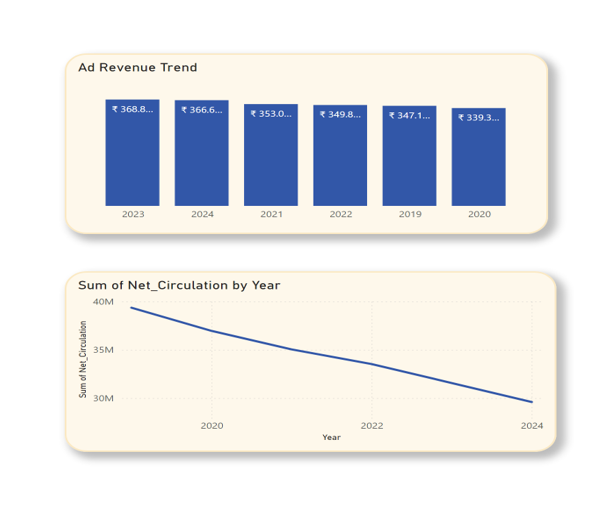 Ad Revenue Trend
₹ 368.8... ₹ 366.6... ₹ 353.0... ₹ 349.8... ₹ 347.1... ₹ 339.3...
2023 2024 2021 2022 2019 2020
Sum of Net_Circulation by Year
40M
35M
30M
Sum of Net_Circulation
2020 2022 2024
Year